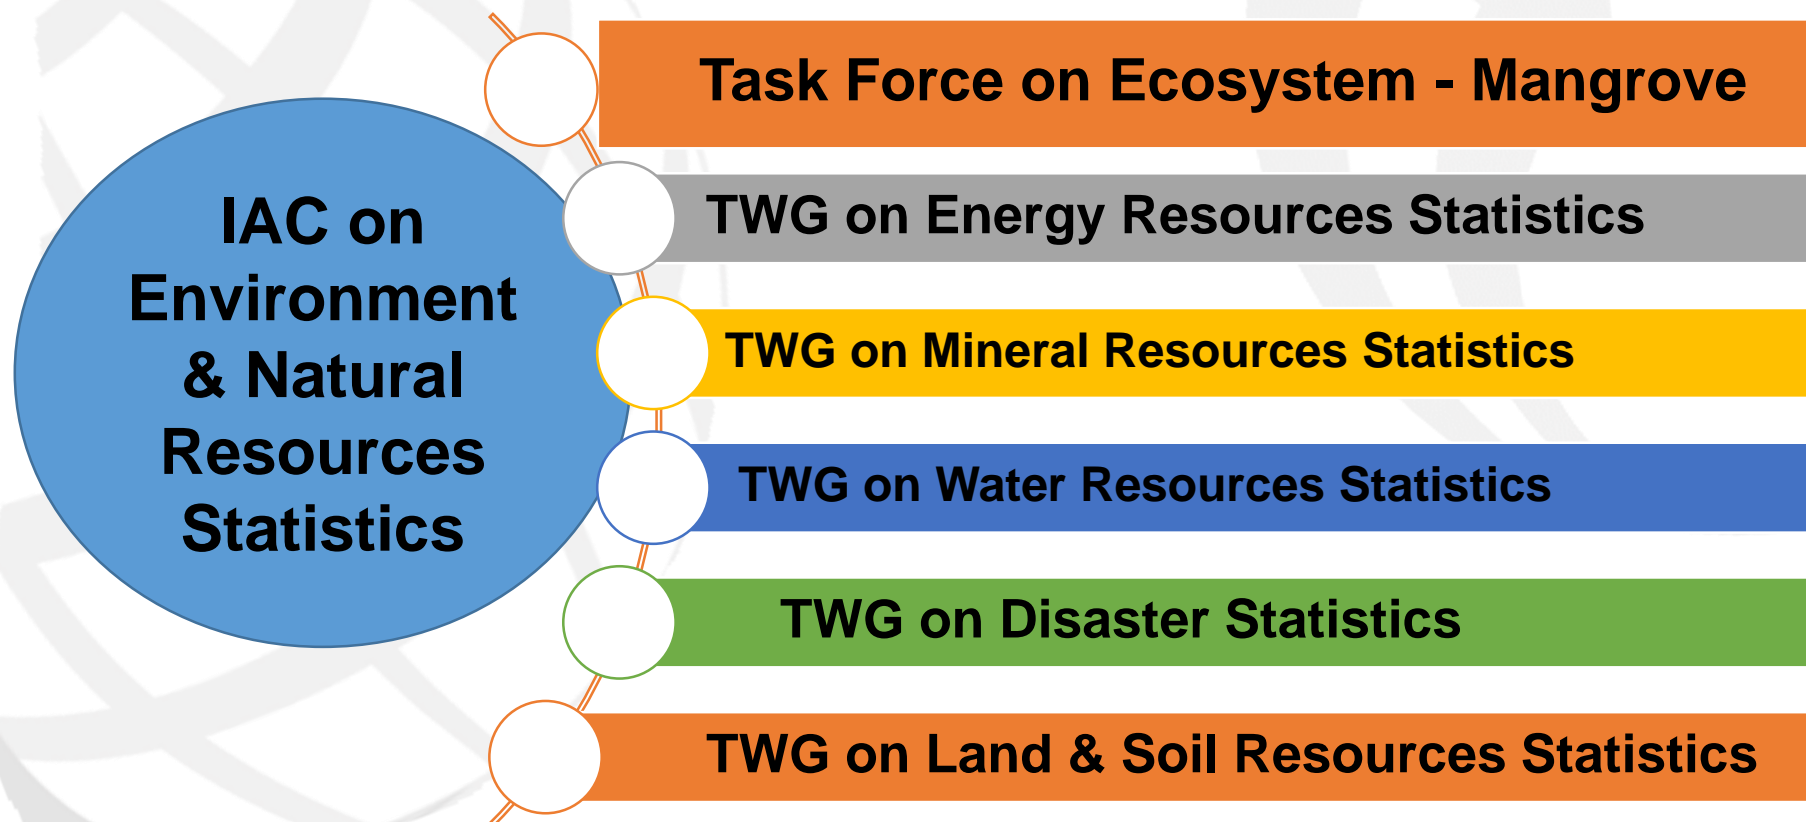 IAC on
Environment
& Natural
Resources
Statistics
Task Force on Ecosystem - Mangrove
TWG on Energy Resources Statistics
TWG on Mineral Resources Statistics
TWG on Water Resources Statistics
TWG on Disaster Statistics
TWG on Land & Soil Resources Statistics